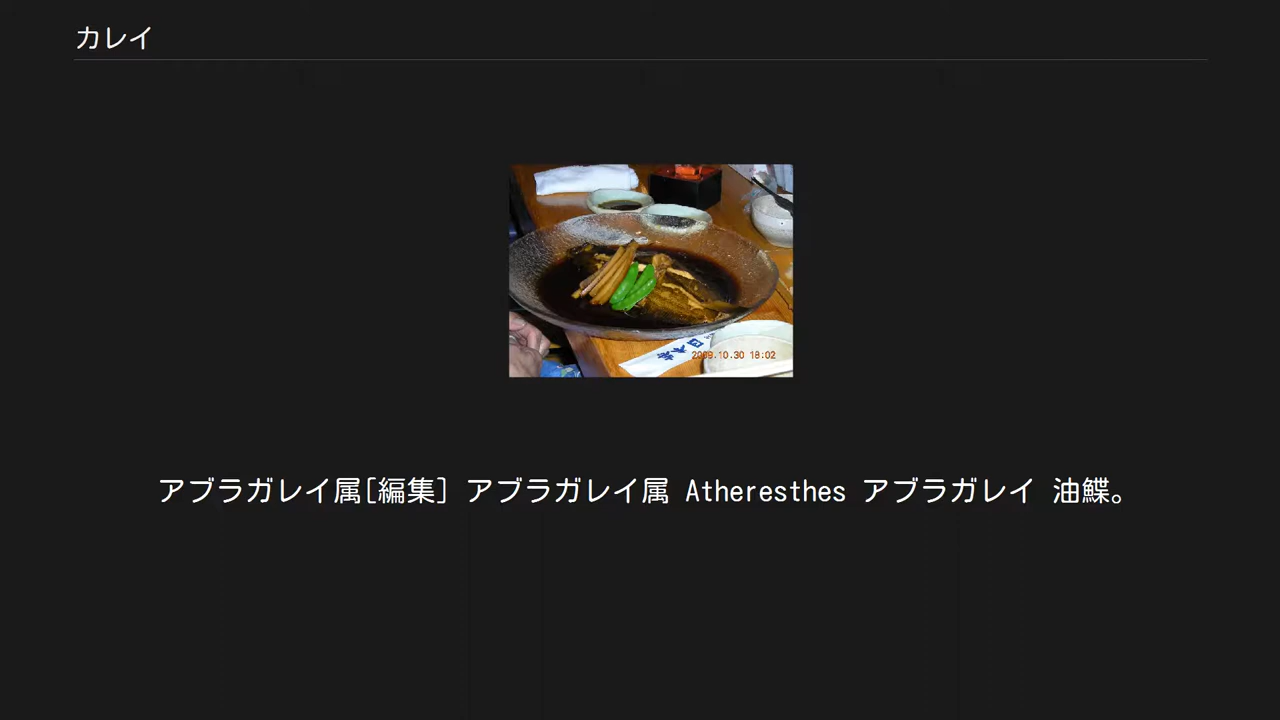 カレイ
2009.10.30 18:02
アブラガレイ属[編集] アブラガレイ属 Atheresthes アブラガレイ 油鰈。